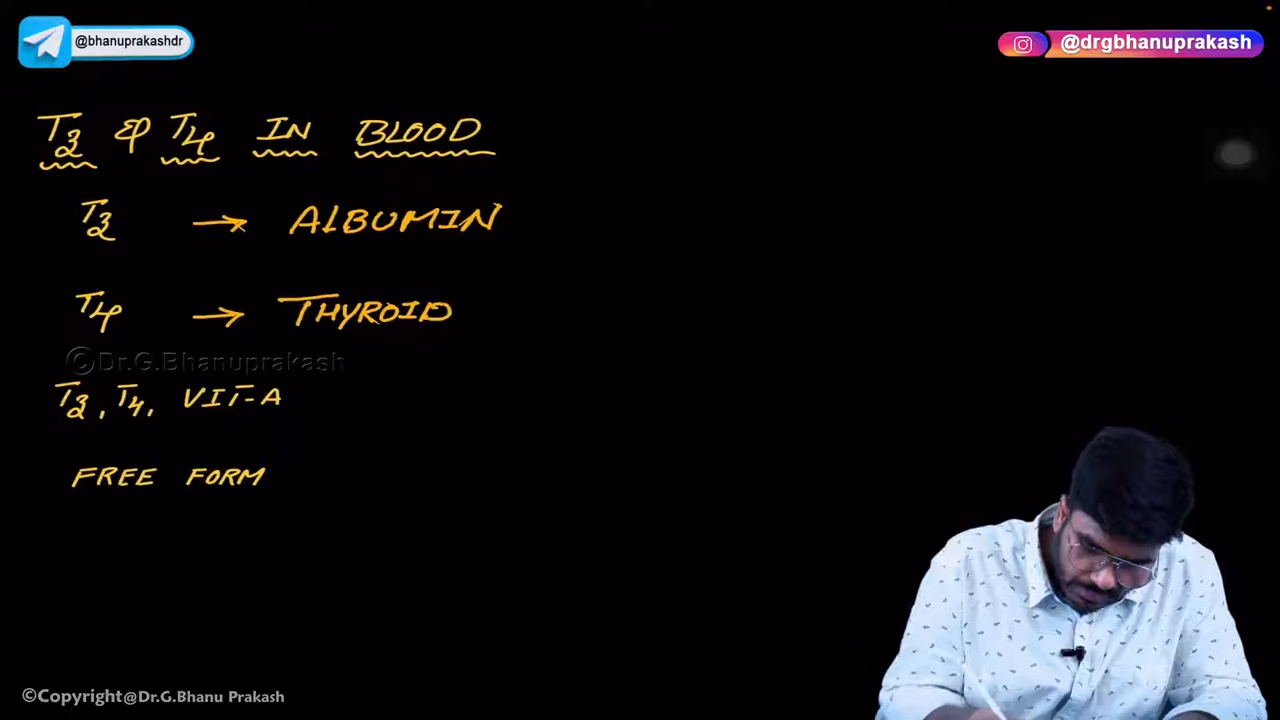 @bhanuprakashdr
@drgbhanuprakash
T3 & T4 IN BLOOD
T3 → ALBUMIN
T4 → THYROID
©Dr.G.Bhanuprakash
T3, T4, VIT-A
FREE FORM
©Copyright@Dr.G.Bhanu Prakash